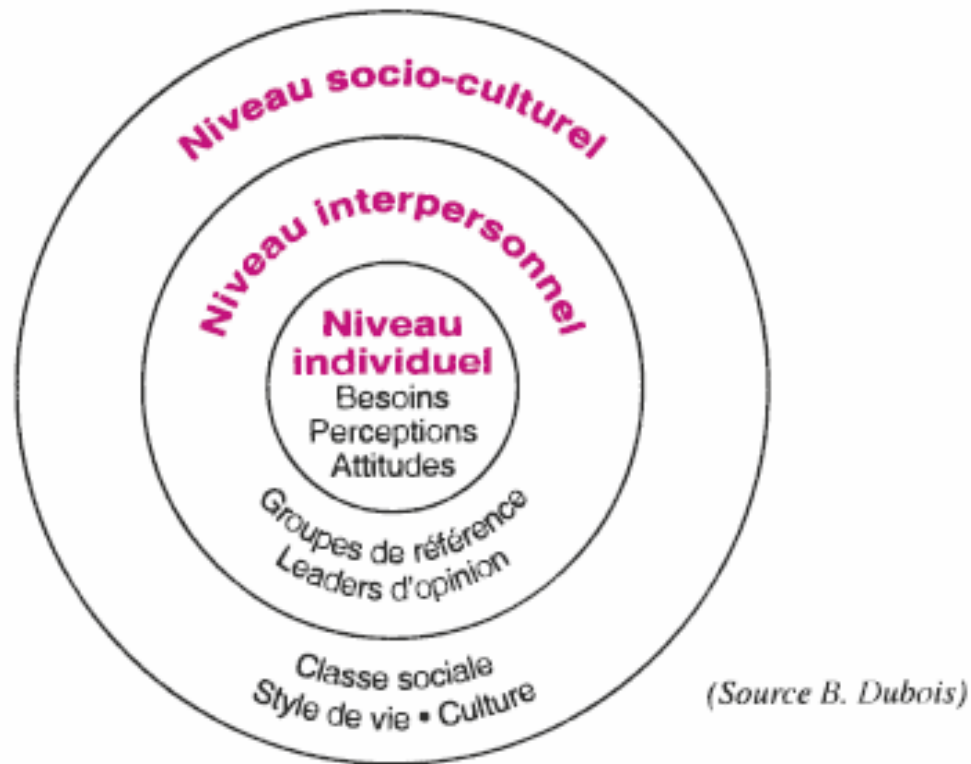 Niveau socio-culturel
Niveau interpersonnel
Niveau
individuel
Besoins
Perceptions
Attitudes
Groupes de référence
Leaders d'opinion
Classe sociale
Style de vie • Culture
(Source B. Dubois)